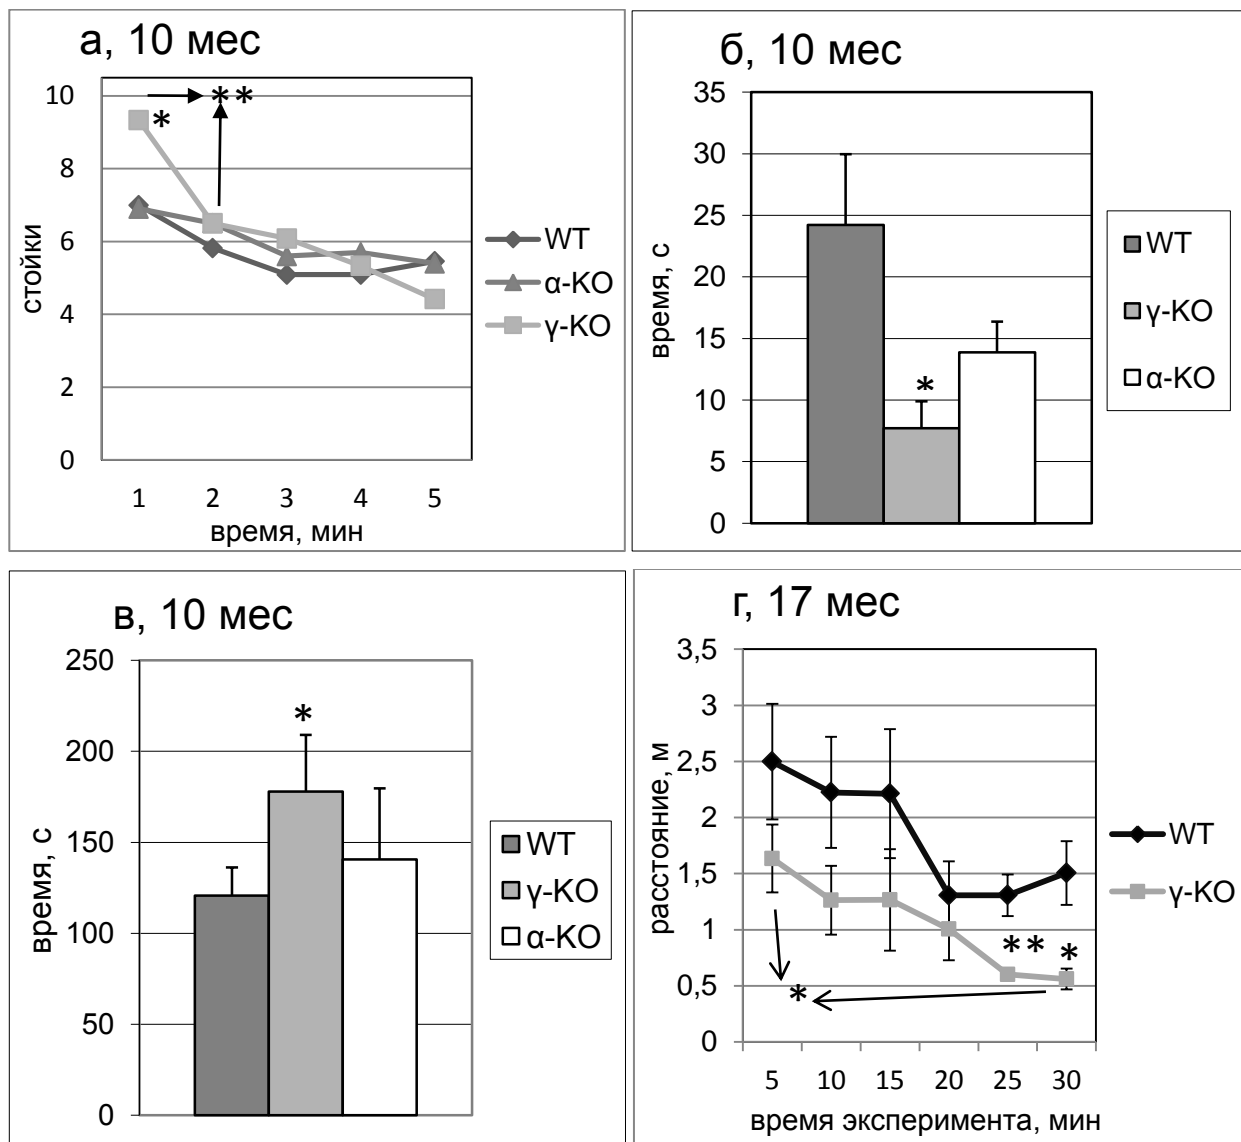 а, 10 мес
10
8
6
4
2
0
стойки
* **
*
1 2 3 4 5
время, мин
WT
α-KO
γ-KO
б, 10 мес
35
30
25
20
15
10
5
0
время, с
*
WT
γ-KO
α-KO
в, 10 мес
250
200
150
100
50
0
время, с
*
WT
γ-KO
α-KO
г, 17 мес
3,5
3
2,5
2
1,5
1
0,5
0
расстояние, м
** *
*
5 10 15 20 25 30
время эксперимента, мин
WT
γ-KO